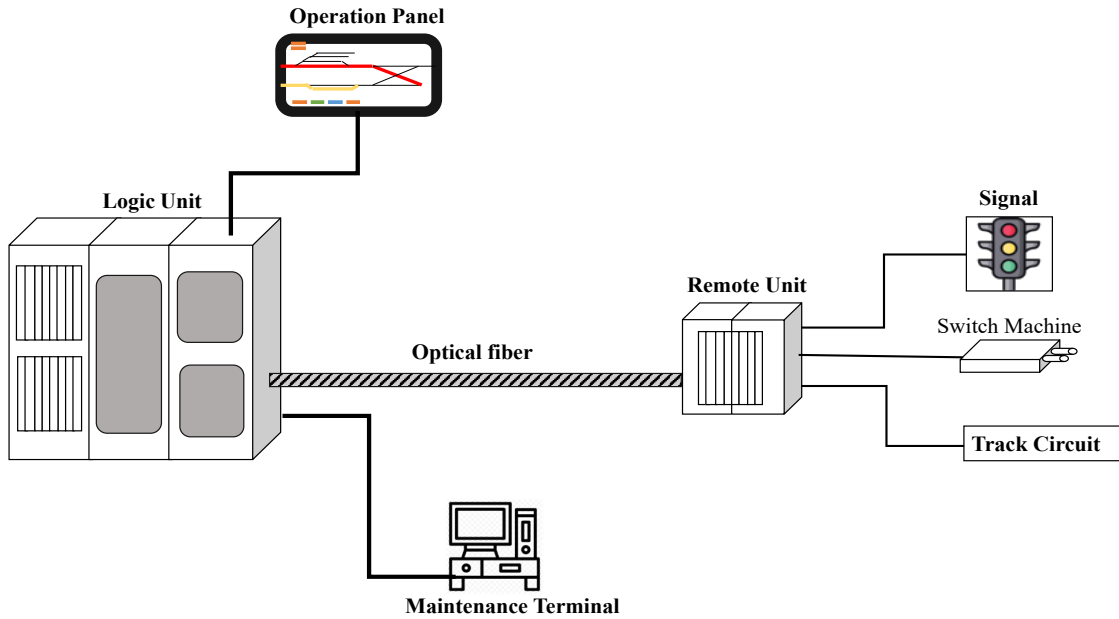 Operation Panel
Logic Unit
Signal
Remote Unit
Switch Machine
Optical fiber
Track Circuit
Maintenance Terminal